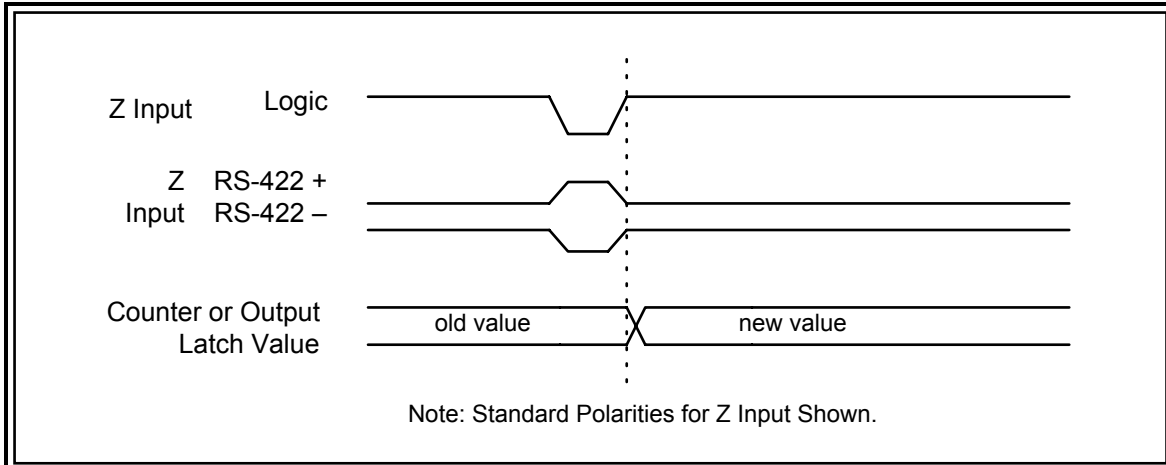 Z Input Logic
Z RS-422 +
Input RS-422 –
Counter or Output
Latch Value
old value new value
Note: Standard Polarities for Z Input Shown.